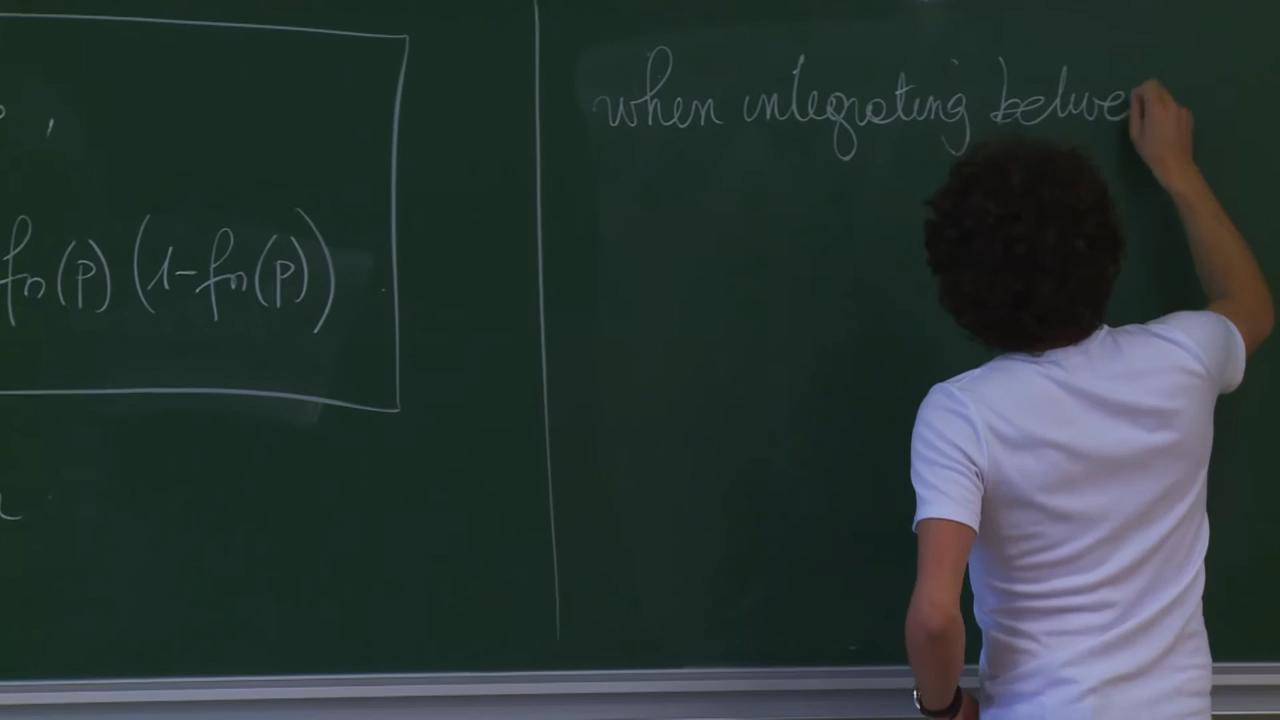 fn(p) (1-fn(p))
when integrating betwe